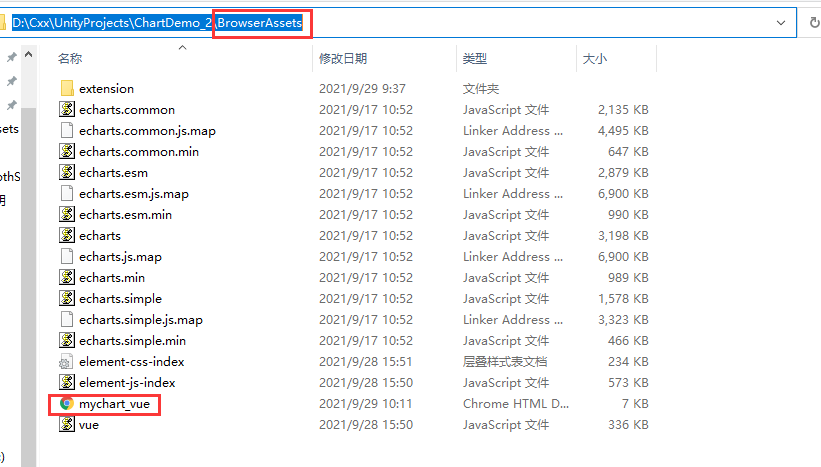 D:\Cxx\UnityProjects\ChartDemo_2\BrowserAssets
名称 修改日期 类型 大小
extension 2021/9/29 9:37 文件夹
echarts.common 2021/9/17 10:52 JavaScript 文件 2,135 KB
echarts.common.js.map 2021/9/17 10:52 Linker Address ... 4,495 KB
echarts.common.min 2021/9/17 10:52 JavaScript 文件 647 KB
echarts.esm 2021/9/17 10:52 JavaScript 文件 2,879 KB
echarts.esm.js.map 2021/9/17 10:52 Linker Address ... 6,900 KB
echarts.esm.min 2021/9/17 10:52 JavaScript 文件 990 KB
echarts 2021/9/17 10:52 JavaScript 文件 3,198 KB
echarts.js.map 2021/9/17 10:52 Linker Address ... 6,900 KB
echarts.min 2021/9/17 10:52 JavaScript 文件 989 KB
echarts.simple 2021/9/17 10:52 JavaScript 文件 1,578 KB
echarts.simple.js.map 2021/9/17 10:52 Linker Address ... 3,323 KB
echarts.simple.min 2021/9/17 10:52 JavaScript 文件 466 KB
element-css-index 2021/9/28 15:51 层叠样式表文档 234 KB
element-js-index 2021/9/28 15:50 JavaScript 文件 573 KB
mychart_vue 2021/9/29 10:11 Chrome HTML D... 7 KB
vue 2021/9/28 15:50 JavaScript 文件 336 KB